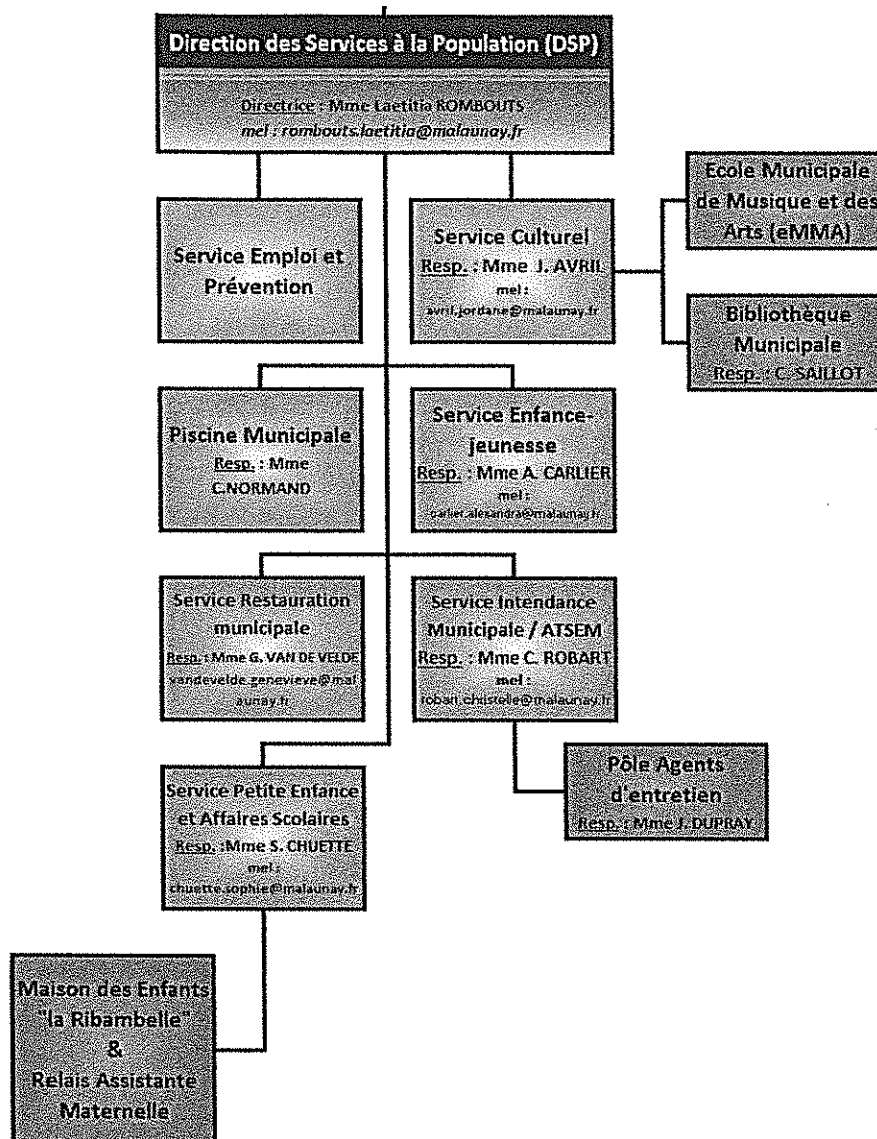 Direction des Services à la Population (DSP)
Directrice : Mme Laetitia ROMBOUTS
mel : rombouts.laetitia@malaunay.fr
Service Emploi et
Prévention
Service Culturel
Resp. : Mme J. AVRIL
mel :
avril.jordane@malaunay.fr
Ecole Municipale
de Musique et des
Arts (eMMA)
Bibliothèque
Municipale
Resp. : C. SAILLOT
Piscine Municipale
Resp. : Mme
C.NORMAND
Service Enfance-
jeunesse
Resp. : Mme A. CARLIER
mel :
carlier.alexandra@malaunay.fr
Service Restauration
municipale
Resp. : Mme G. VAN DE VELDE
vandevelde.genevieve@mal
aunay.fr
Service Intendance
Municipale / ATSEM
Resp. : Mme C. ROBART
mel :
robart.christelle@malaunay.fr
Pôle Agents
d'entretien
Resp. : Mme J. DUPRAY
Service Petite Enfance
et Affaires Scolaires
Resp. :Mme S. CHUETTE
mel :
chuette.sophie@malaunay.fr
Maison des Enfants
"la Ribambelle"
&
Relais Assistante
Maternelle